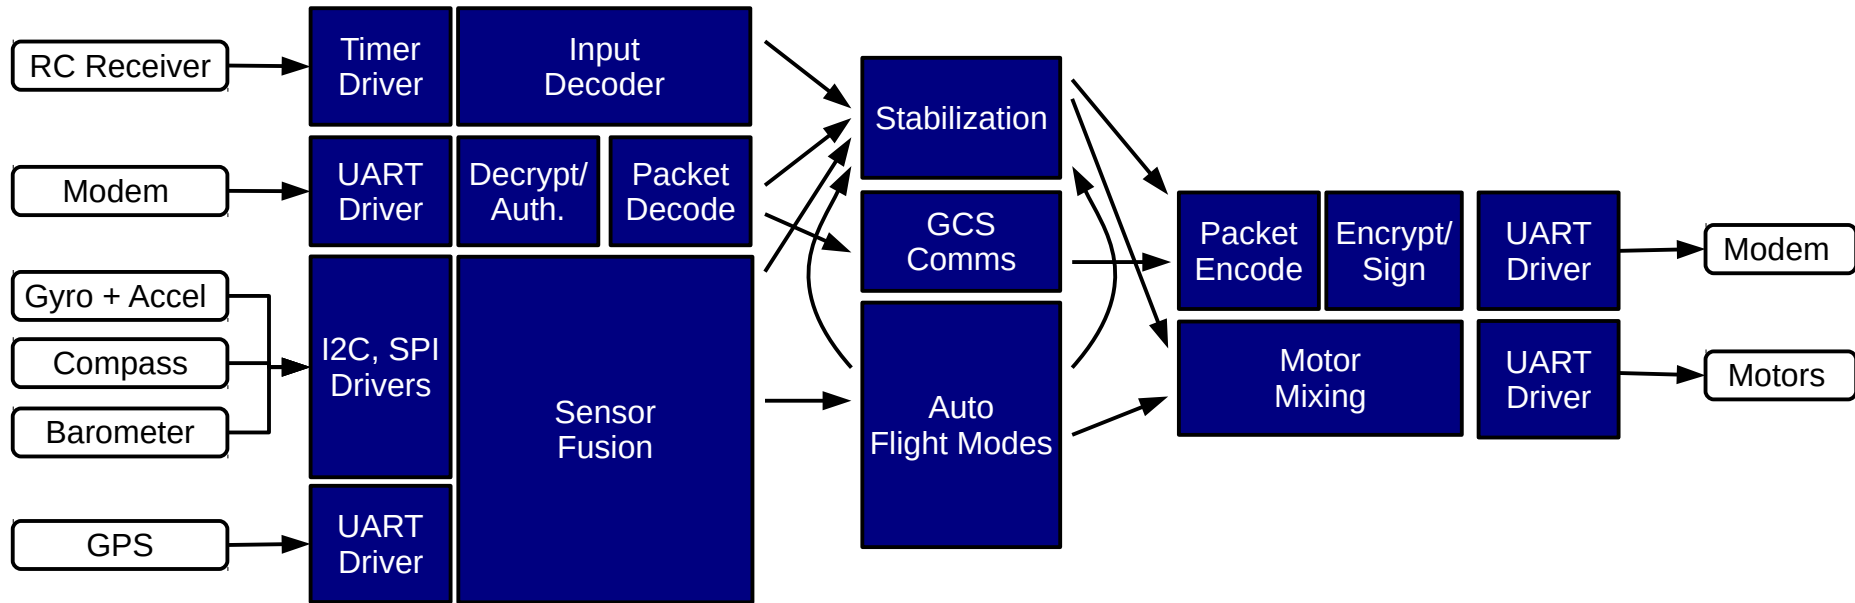 RC Receiver
Timer
Driver
Input
Decoder
Modem
UART
Driver
Decrypt/
Auth.
Packet
Decode
Gyro + Accel
Compass
Barometer
I2C, SPI
Drivers
Sensor
Fusion
GPS
UART
Driver
Stabilization
GCS
Comms
Auto
Flight Modes
Packet
Encode
Encrypt/
Sign
UART
Driver
Modem
Motor
Mixing
UART
Driver
Motors